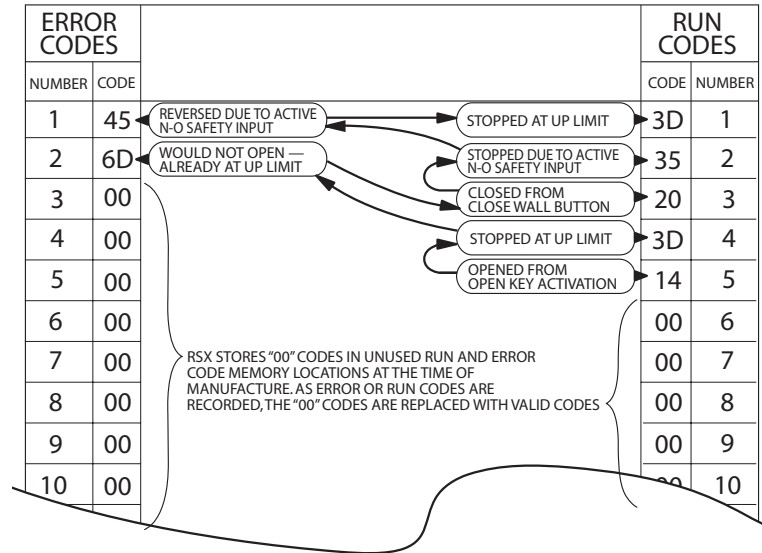 ERROR CODES
RUN CODES
NUMBER CODE
CODE NUMBER
1 45 REVERSED DUE TO ACTIVE N-O SAFETY INPUT STOPPED AT UP LIMIT 3D 1
2 6D WOULD NOT OPEN — ALREADY AT UP LIMIT STOPPED DUE TO ACTIVE N-O SAFETY INPUT 35 2
3 00 CLOSED FROM CLOSE WALL BUTTON 20 3
4 00 STOPPED AT UP LIMIT 3D 4
5 00 OPENED FROM OPEN KEY ACTIVATION 14 5
6 00 00 6
7 00 00 7
8 00 00 8
9 00 00 9
10 00 00 10
RSX STORES “00” CODES IN UNUSED RUN AND ERROR
CODE MEMORY LOCATIONS AT THE TIME OF
MANUFACTURE. AS ERROR OR RUN CODES ARE
RECORDED, THE “00” CODES ARE REPLACED WITH VALID CODES